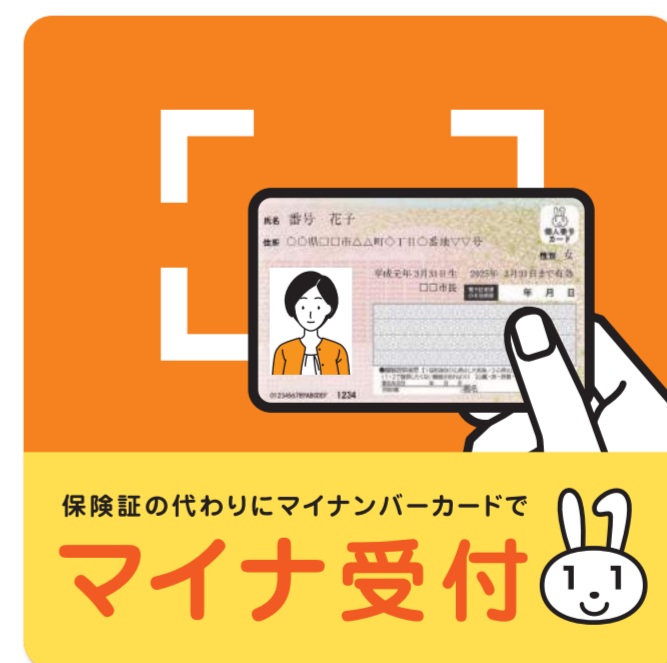 氏名 番号 花子
住所 ○○県□□市△△町◇丁目○番地▽▽号
個人番号
カード
性別 女
平成元年 3月31日生 2025年 3月31日まで有効
□□市長
年 月 日
1234
保険証の代わりにマイナンバーカードで
マイナ受付